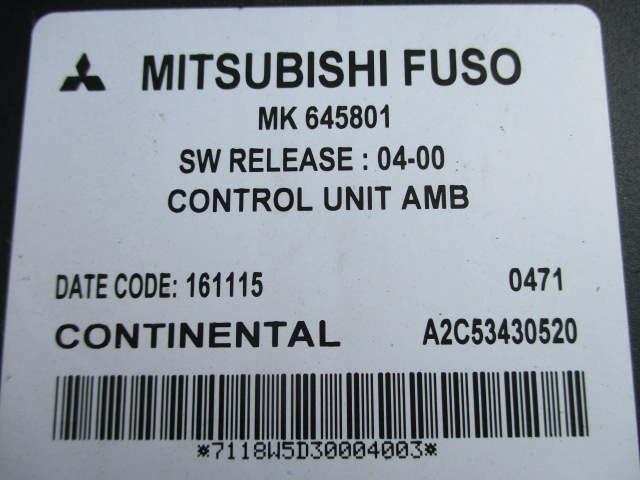 MITSUBISHI FUSO
MK 645801
SW RELEASE : 04-00
CONTROL UNIT AMB
DATE CODE: 161115 0471
CONTINENTAL A2C53430520
*7118W5D30004003*